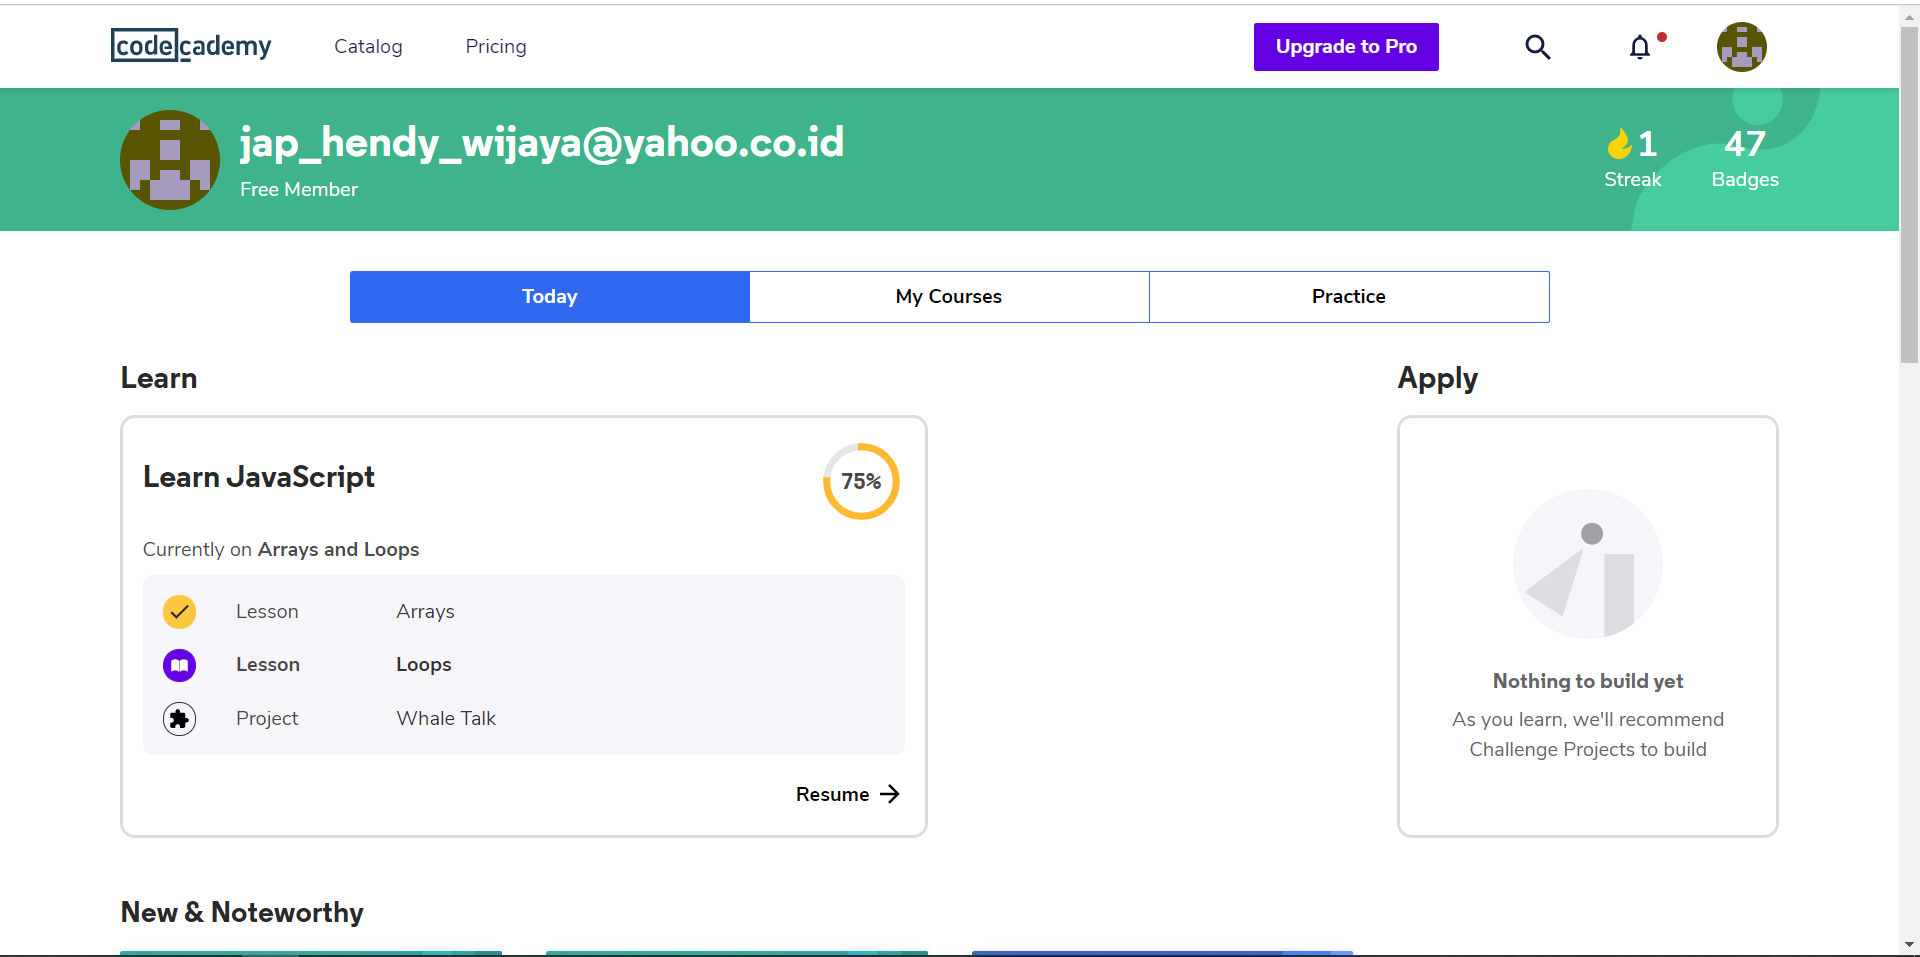 codecademy
Catalog
Pricing
Upgrade to Pro
jap_hendy_wijaya@yahoo.co.id
Free Member
1
Streak
47
Badges
Today
My Courses
Practice
Learn
Learn JavaScript
75%
Currently on Arrays and Loops
Lesson Arrays
Lesson Loops
Project Whale Talk
Resume
Apply
Nothing to build yet
As you learn, we'll recommend
Challenge Projects to build
New & Noteworthy